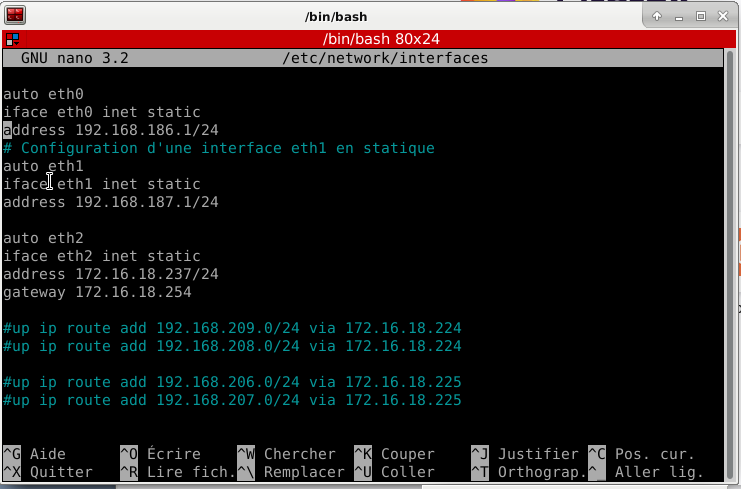 /bin/bash
/bin/bash 80x24
GNU nano 3.2 /etc/network/interfaces
auto eth0
iface eth0 inet static
address 192.168.186.1/24
# Configuration d'une interface eth1 en statique
auto eth1
iface eth1 inet static
address 192.168.187.1/24
auto eth2
iface eth2 inet static
address 172.16.18.237/24
gateway 172.16.18.254
#up ip route add 192.168.209.0/24 via 172.16.18.224
#up ip route add 192.168.208.0/24 via 172.16.18.224
#up ip route add 192.168.206.0/24 via 172.16.18.225
#up ip route add 192.168.207.0/24 via 172.16.18.225
^G Aide ^O Écrire ^W Chercher ^K Couper ^J Justifier ^C Pos. cur.
^X Quitter ^R Lire fich. ^\ Remplacer ^U Coller ^T Orthograp. ^_ Aller lig.